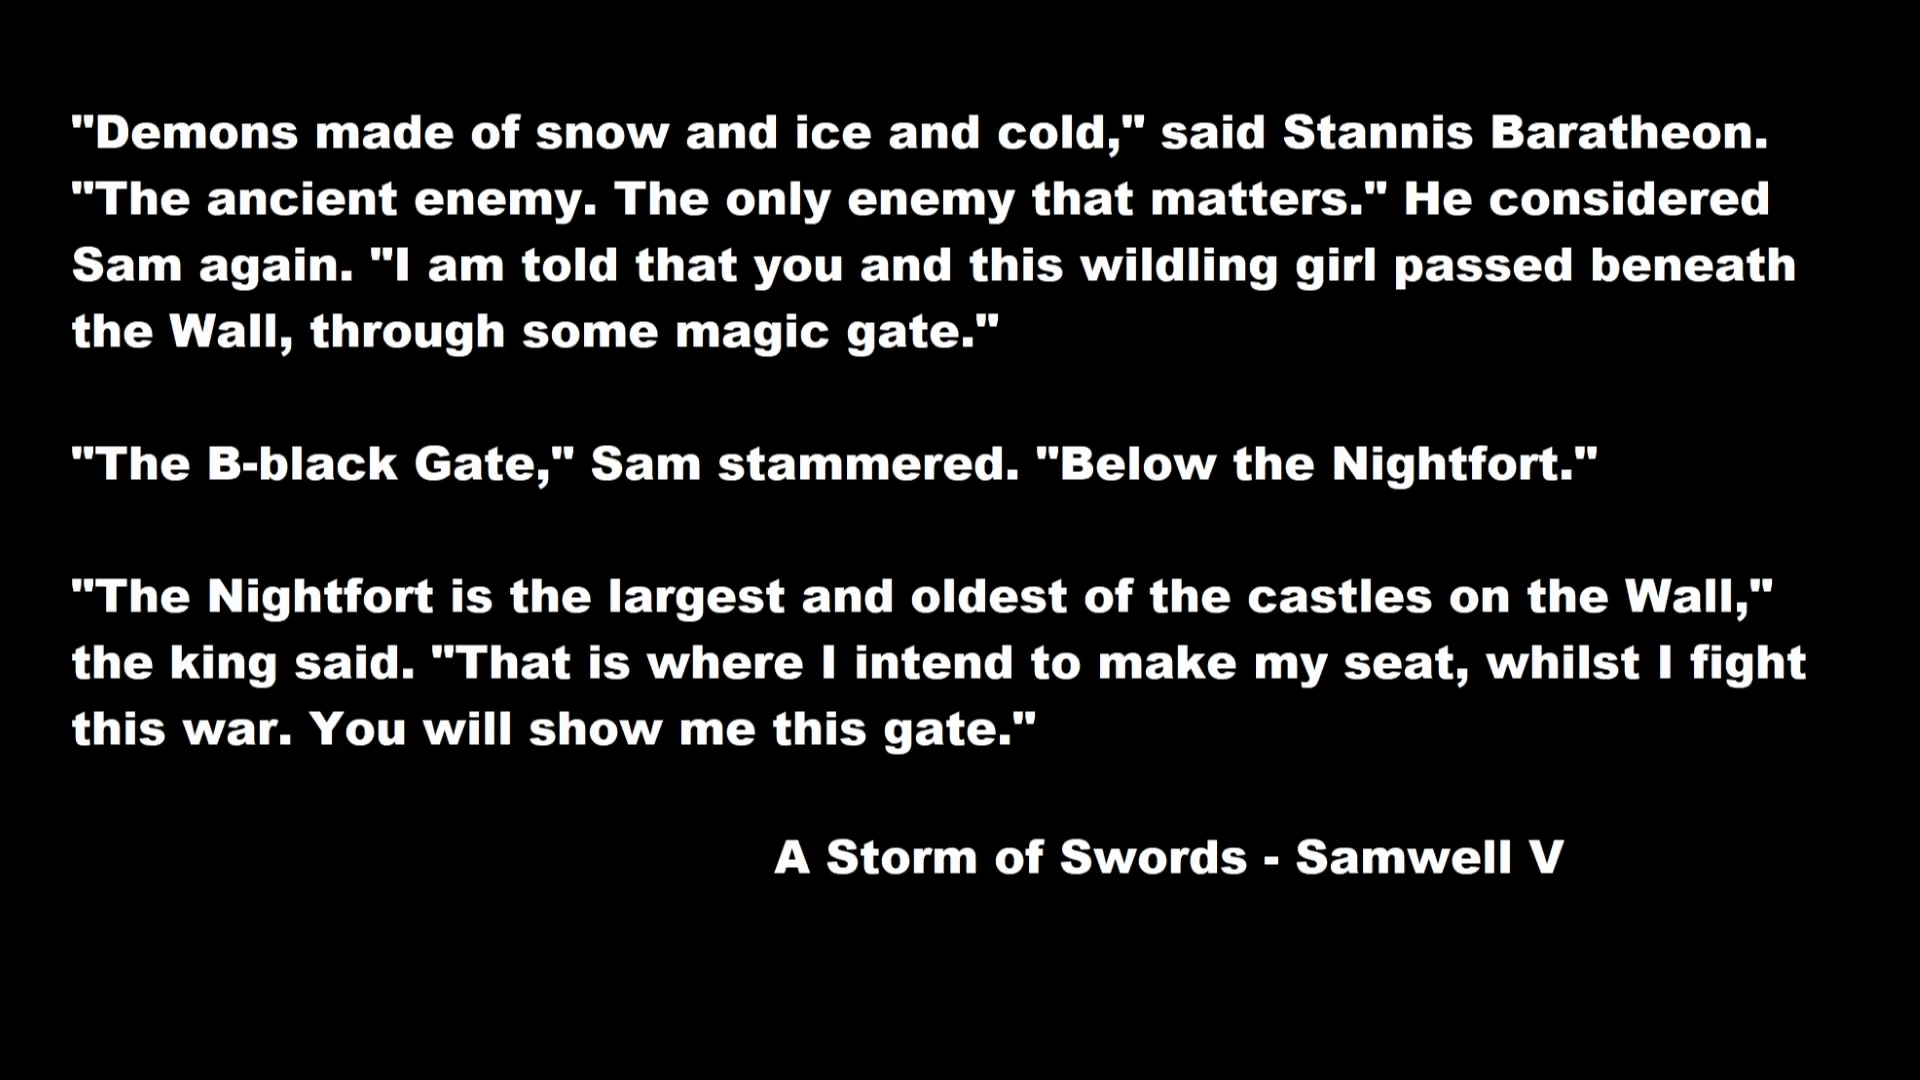 "Demons made of snow and ice and cold," said Stannis Baratheon.
"The ancient enemy. The only enemy that matters." He considered
Sam again. "I am told that you and this wildling girl passed beneath
the Wall, through some magic gate."
"The B-black Gate," Sam stammered. "Below the Nightfort."
"The Nightfort is the largest and oldest of the castles on the Wall,"
the king said. "That is where I intend to make my seat, whilst I fight
this war. You will show me this gate."
A Storm of Swords - Samwell V